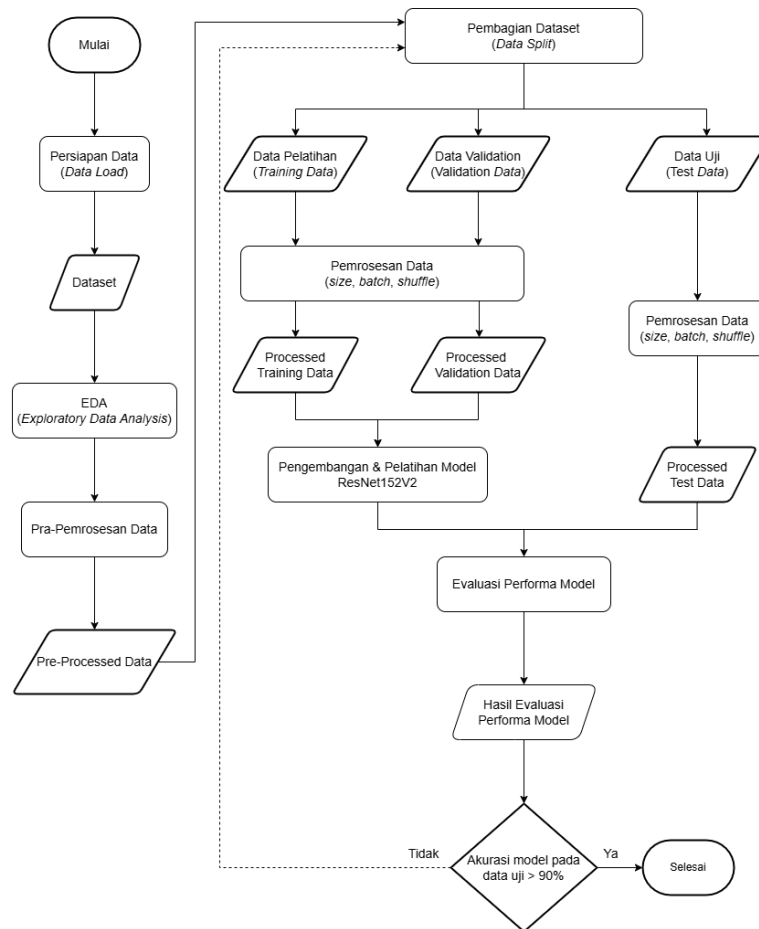 Mulai
Persiapan Data
(Data Load)
Dataset
EDA
(Exploratory Data Analysis)
Pra-Pemrosesan Data
Pre-Processed Data
Pembagian Dataset
(Data Split)
Data Pelatihan
(Training Data)
Data Validation
(Validation Data)
Data Uji
(Test Data)
Pemrosesan Data
(size, batch, shuffle)
Pemrosesan Data
(size, batch, shuffle)
Processed
Training Data
Processed
Validation Data
Processed
Test Data
Pengembangan & Pelatihan Model
ResNet152V2
Evaluasi Performa Model
Hasil Evaluasi
Performa Model
Akurasi model pada
data uji > 90%
Tidak
Ya
Selesai